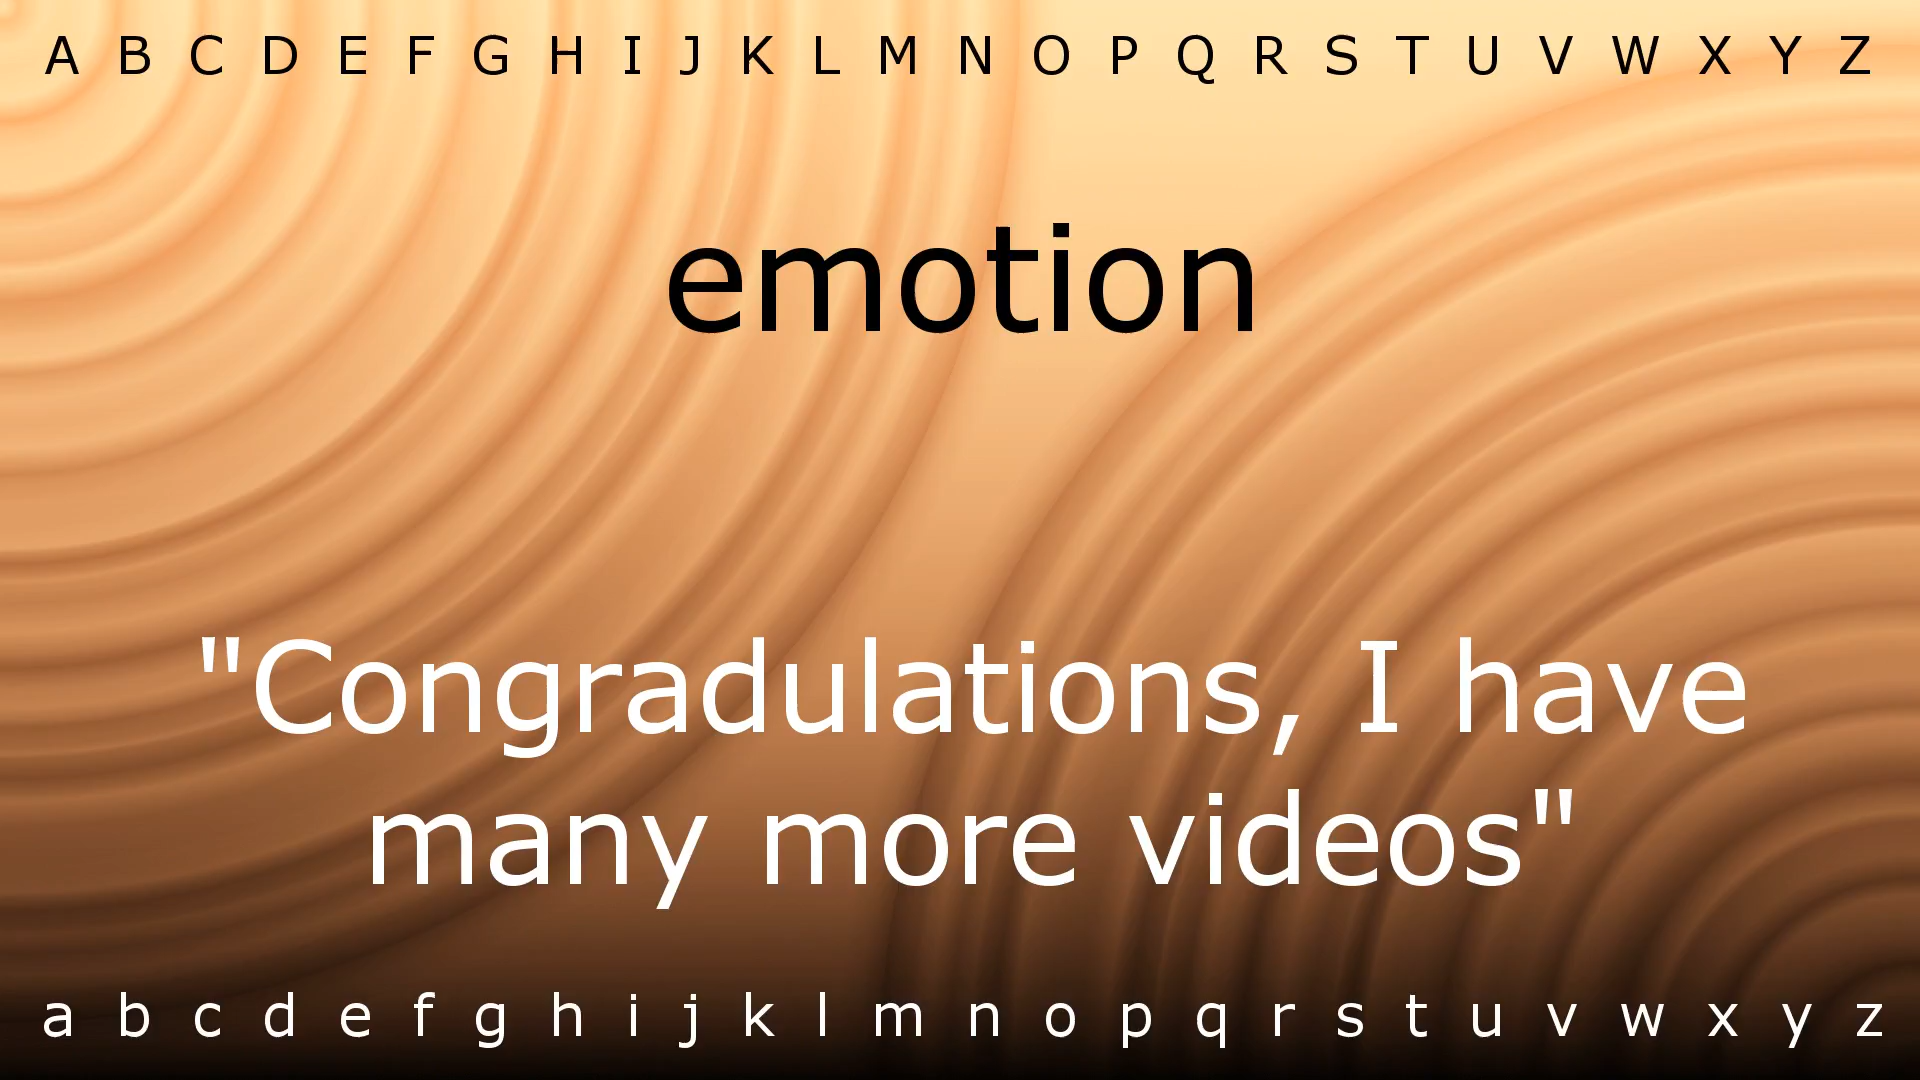 A B C D E F G H I J K L M N O P Q R S T U V W X Y Z
emotion
"Congradulations, I have
many more videos"
a b c d e f g h i j k l m n o p q r s t u v w x y z